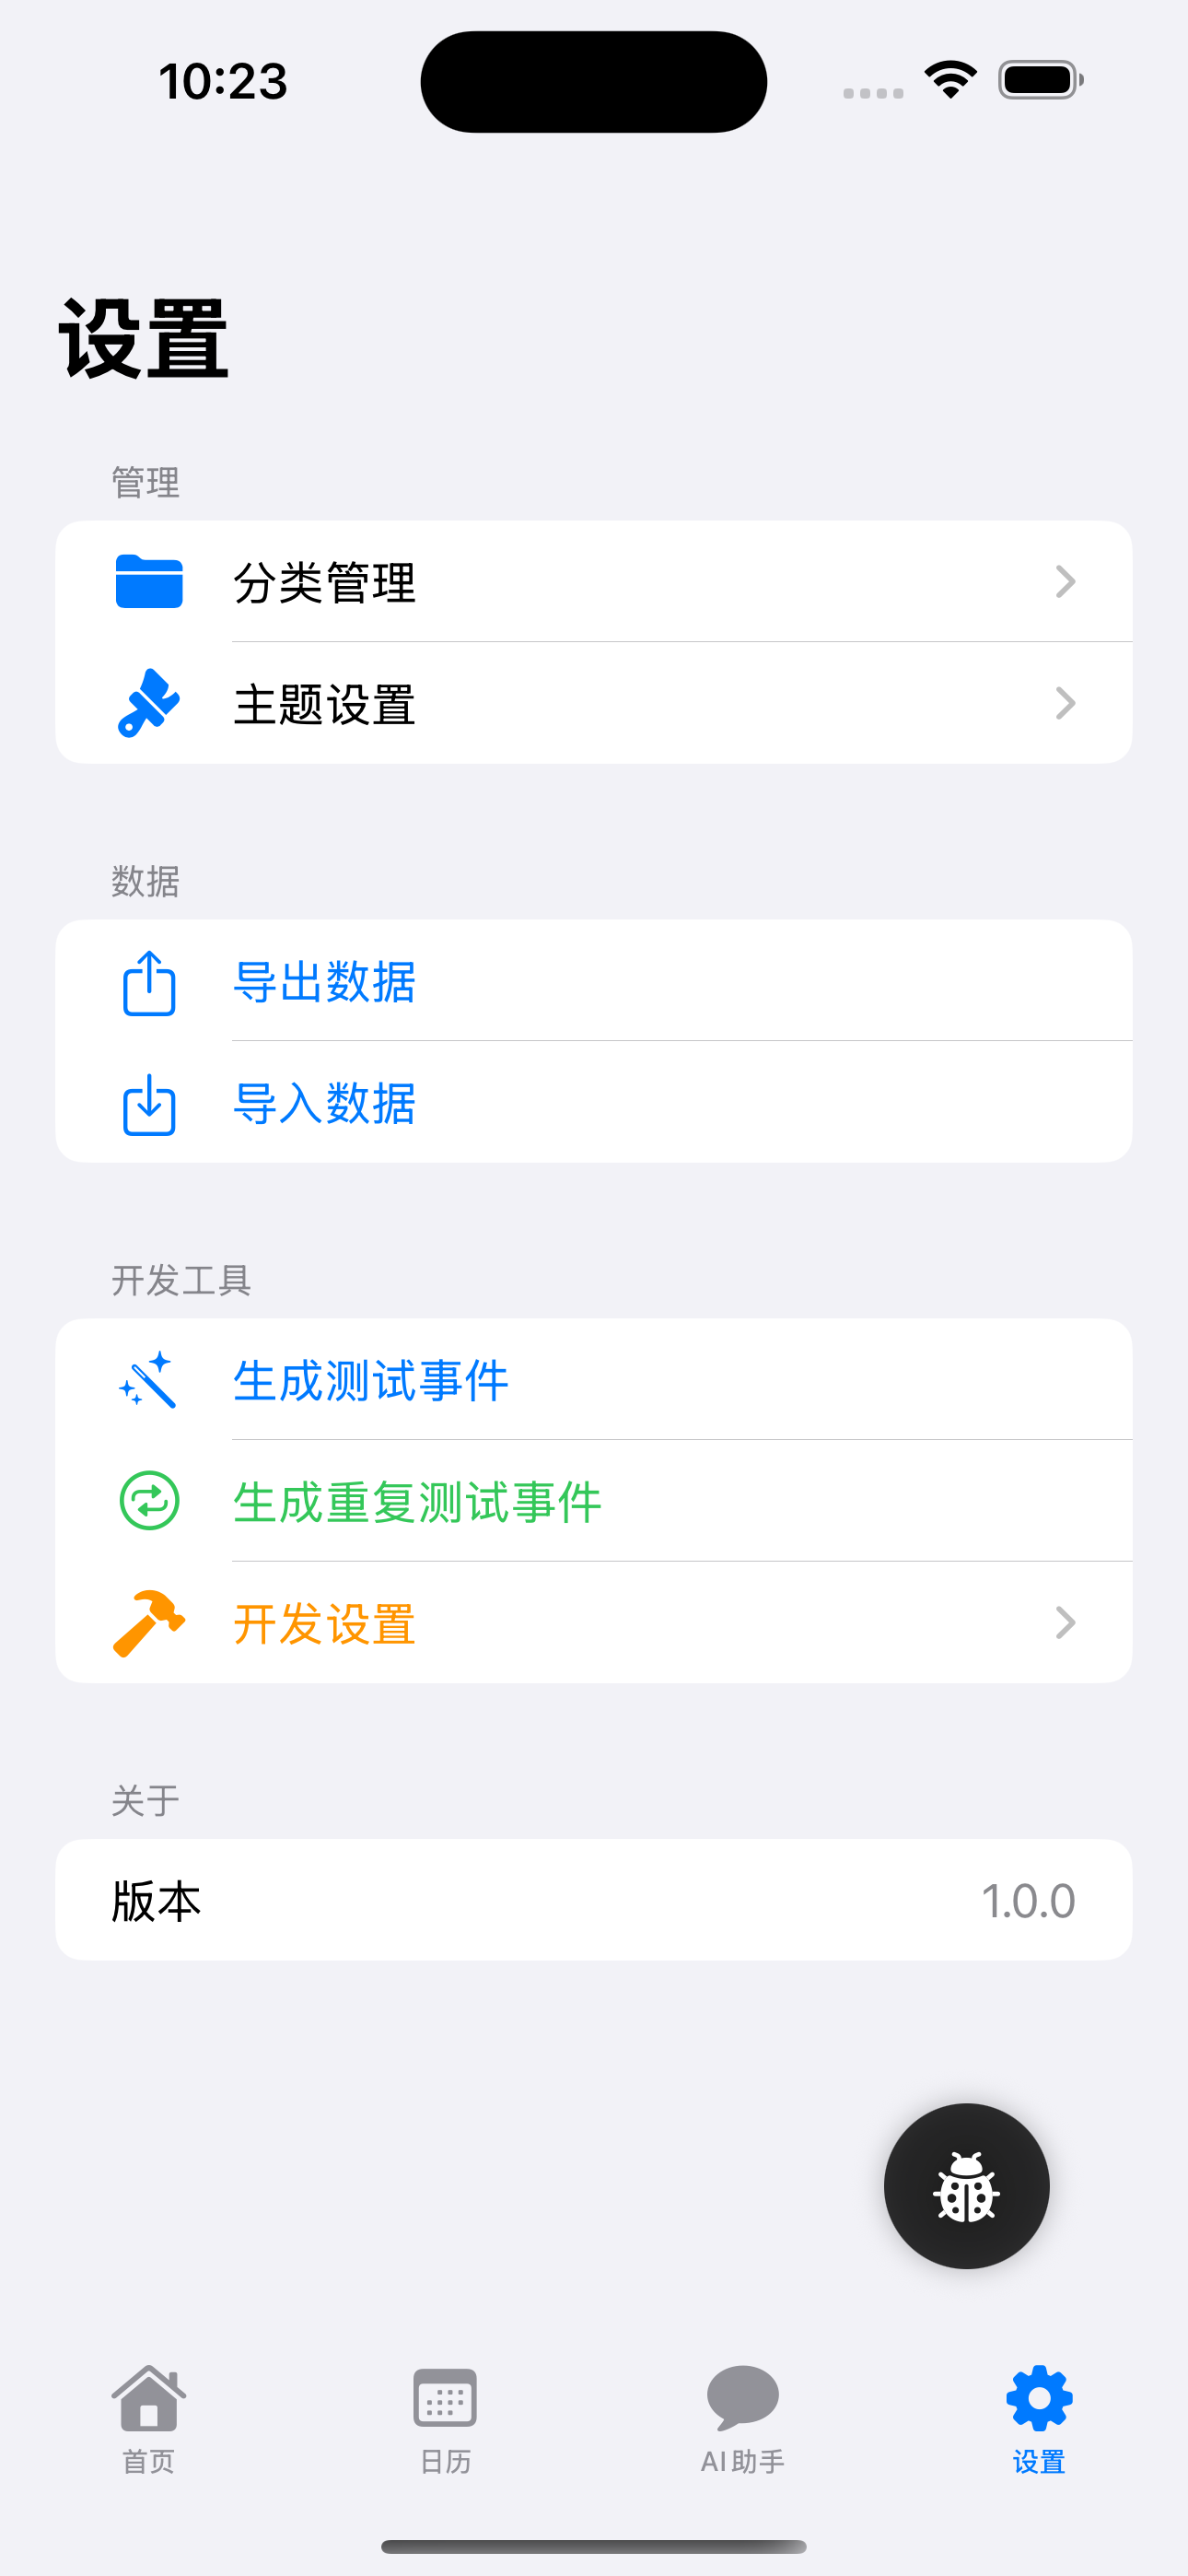 10:23
设置
管理
分类管理
主题设置
数据
导出数据
导入数据
开发工具
生成测试事件
生成重复测试事件
开发设置
关于
版本 1.0.0
首页 日历 AI 助手 设置